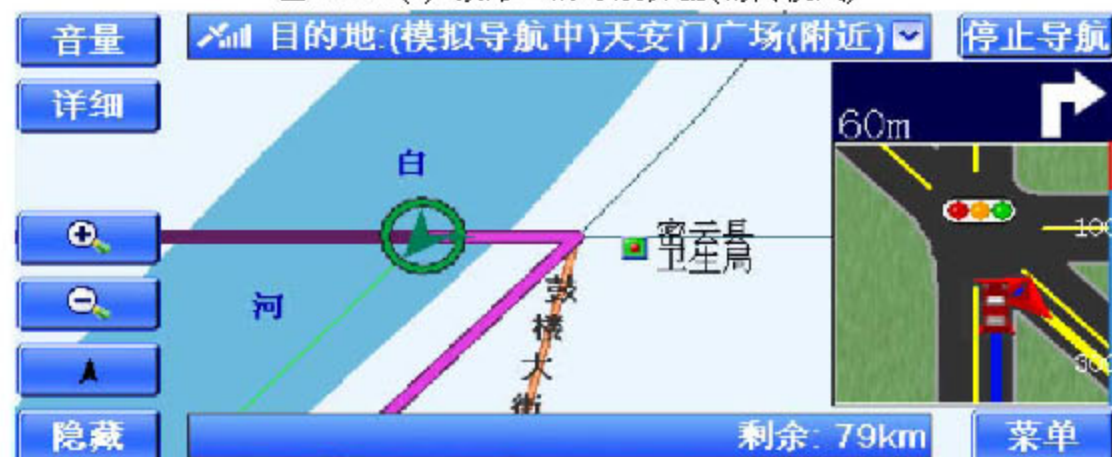 音量
目的地:(模拟导航中)天安门广场(附近)
停止导航
详细
60m
白
100
密云县
卫生局
河
鼓楼大街
300
隐藏
剩余: 79km
菜单